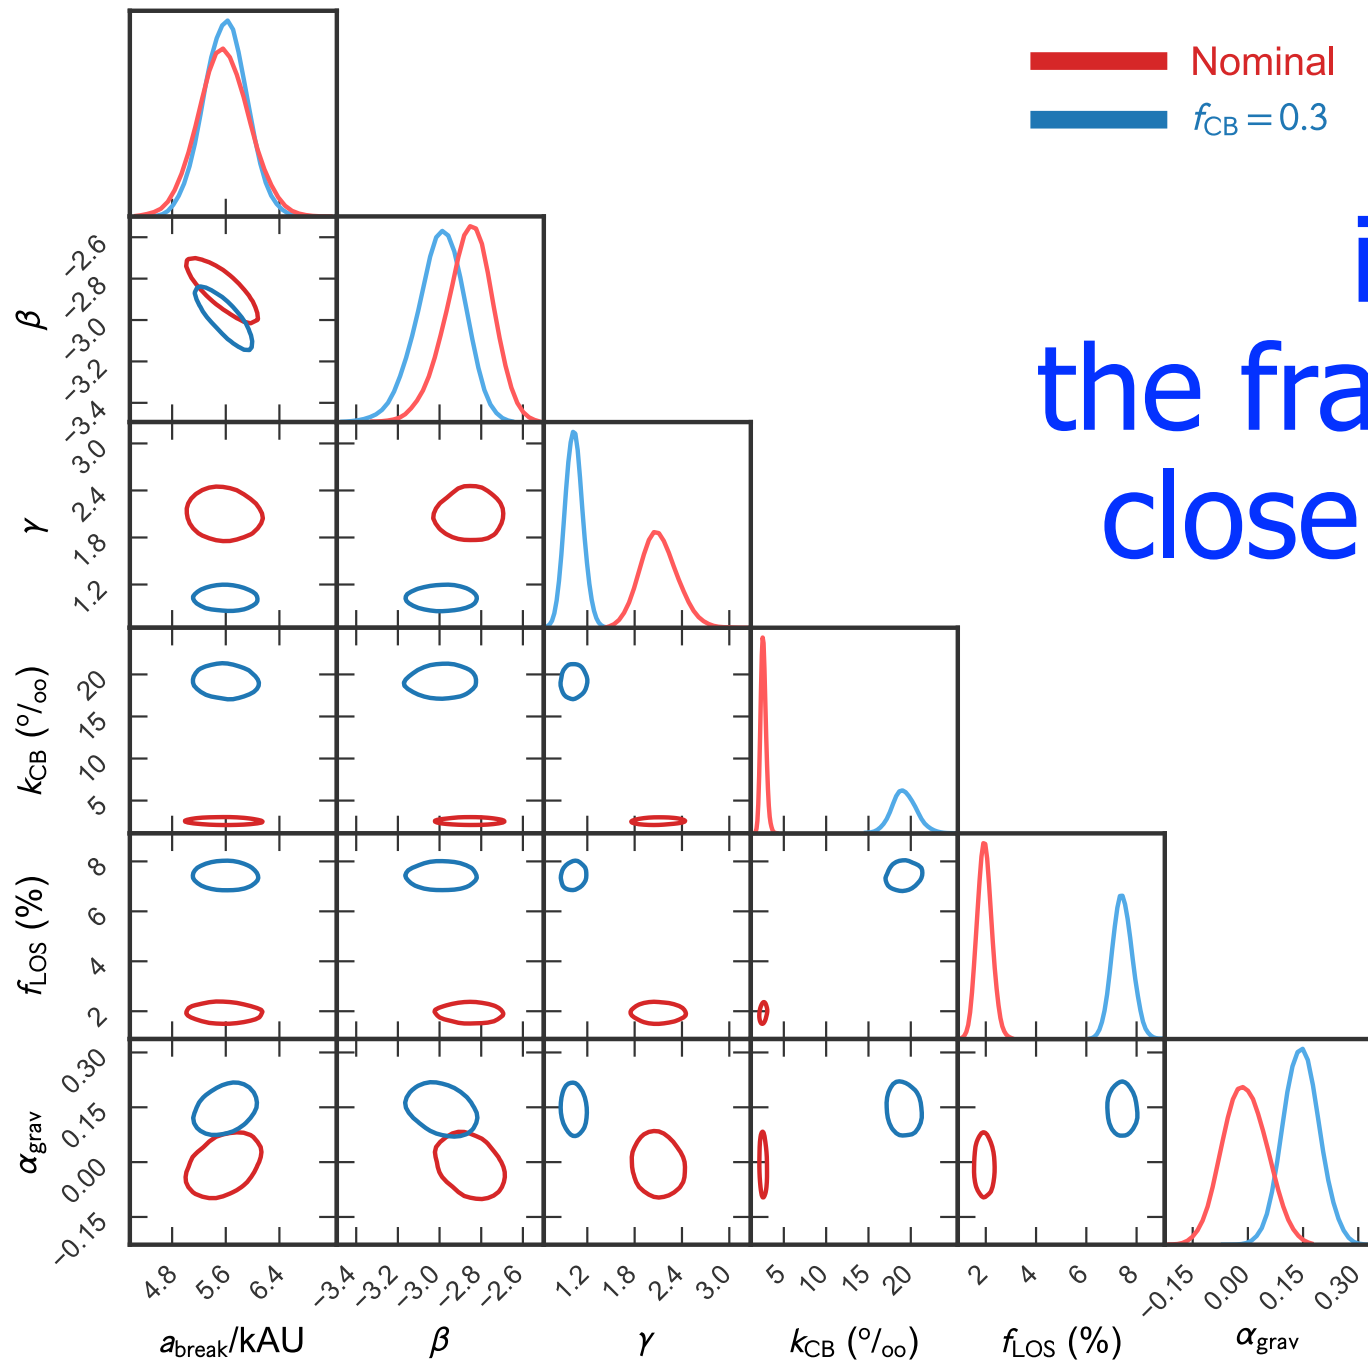 Nominal
f_CB = 0.3
the
close
β
−2.6
−2.8
−3.0
−3.2
−3.4
γ
3.0
2.4
1.8
1.2
k_CB (°/oo)
20
15
10
5
f_LOS (%)
8
6
4
2
α_grav
0.30
0.15
0.00
−0.15
4.8 5.6 6.4 −3.4 −3.2 −3.0 −2.8 −2.6 1.2 1.8 2.4 3.0 5 10 15 20 2 4 6 8 −0.15 0.00 0.15 0.30
a_break/kAU β γ k_CB (°/oo) f_LOS (%) α_grav